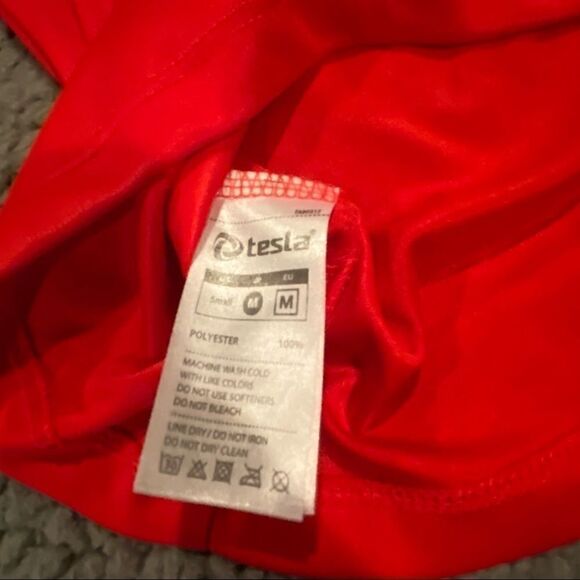 tesla
EU
Small M M
POLYESTER 100%
MACHINE WASH COLD
WITH LIKE COLORS
DO NOT USE SOFTENERS
DO NOT BLEACH
LINE DRY / DO NOT IRON
DO NOT DRY CLEAN
30